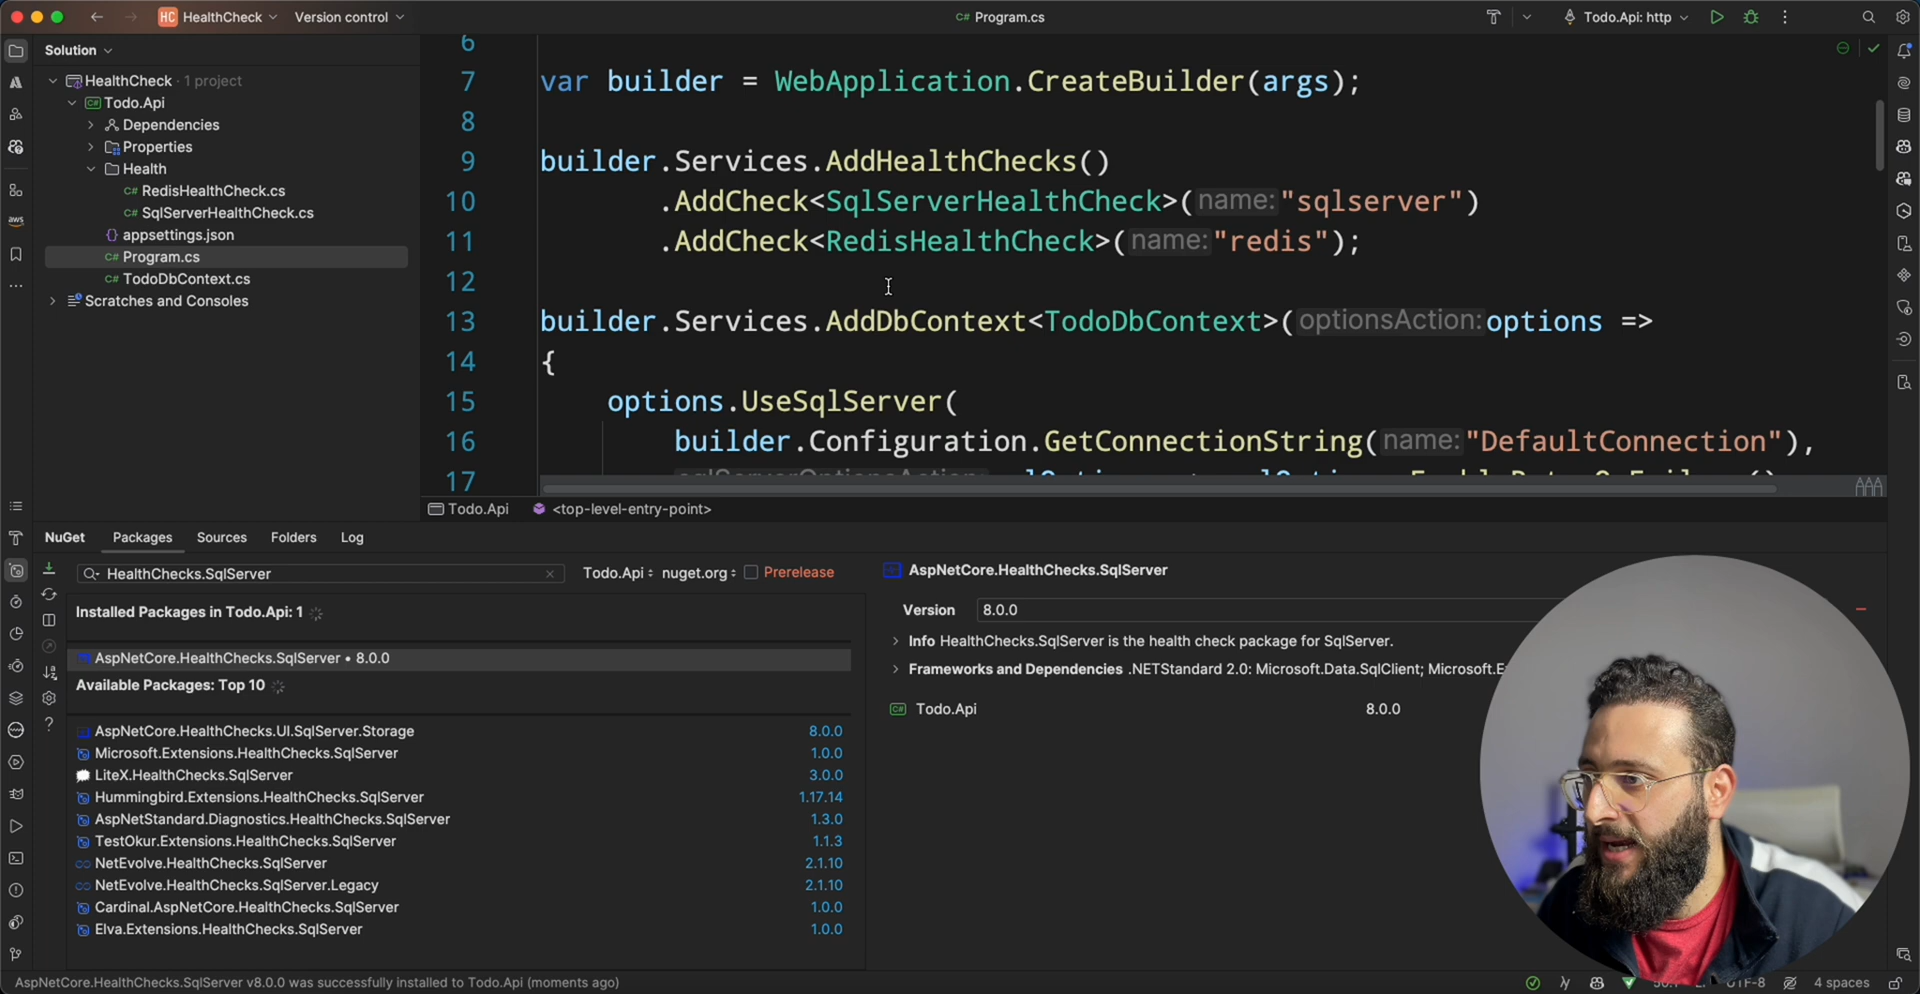 HC HealthCheck
Version control
C# Program.cs
Todo.Api: http
Solution
HealthCheck · 1 project
C# Todo.Api
Dependencies
Properties
Health
C# RedisHealthCheck.cs
C# SqlServerHealthCheck.cs
{} appsettings.json
C# Program.cs
C# TodoDbContext.cs
Scratches and Consoles
aws
6
7 var builder = WebApplication.CreateBuilder(args);
8
9 builder.Services.AddHealthChecks()
10 .AddCheck<SqlServerHealthCheck>(name: "sqlserver")
11 .AddCheck<RedisHealthCheck>(name: "redis");
12
13 builder.Services.AddDbContext<TodoDbContext>(optionsAction: options =>
14 {
15 options.UseSqlServer(
16 builder.Configuration.GetConnectionString(name: "DefaultConnection"),
17
Todo.Api <top-level-entry-point>
NuGet Packages Sources Folders Log
HealthChecks.SqlServer
Todo.Api nuget.org Prerelease
Installed Packages in Todo.Api: 1
AspNetCore.HealthChecks.SqlServer • 8.0.0
Available Packages: Top 10
AspNetCore.HealthChecks.UI.SqlServer.Storage 8.0.0
Microsoft.Extensions.HealthChecks.SqlServer 1.0.0
LiteX.HealthChecks.SqlServer 3.0.0
Hummingbird.Extensions.HealthChecks.SqlServer 1.17.14
AspNetStandard.Diagnostics.HealthChecks.SqlServer 1.3.0
TestOkur.Extensions.HealthChecks.SqlServer 1.1.3
NetEvolve.HealthChecks.SqlServer 2.1.10
NetEvolve.HealthChecks.SqlServer.Legacy 2.1.10
Cardinal.AspNetCore.HealthChecks.SqlServer 1.0.0
Elva.Extensions.HealthChecks.SqlServer 1.0.0
AspNetCore.HealthChecks.SqlServer
Version 8.0.0
Info HealthChecks.SqlServer is the health check package for SqlServer.
Frameworks and Dependencies .NETStandard 2.0: Microsoft.Data.SqlClient;
C# Todo.Api 8.0.0
AspNetCore.HealthChecks.SqlServer v8.0.0 was successfully installed to Todo.Api (moments ago)
UTF-8 4 spaces